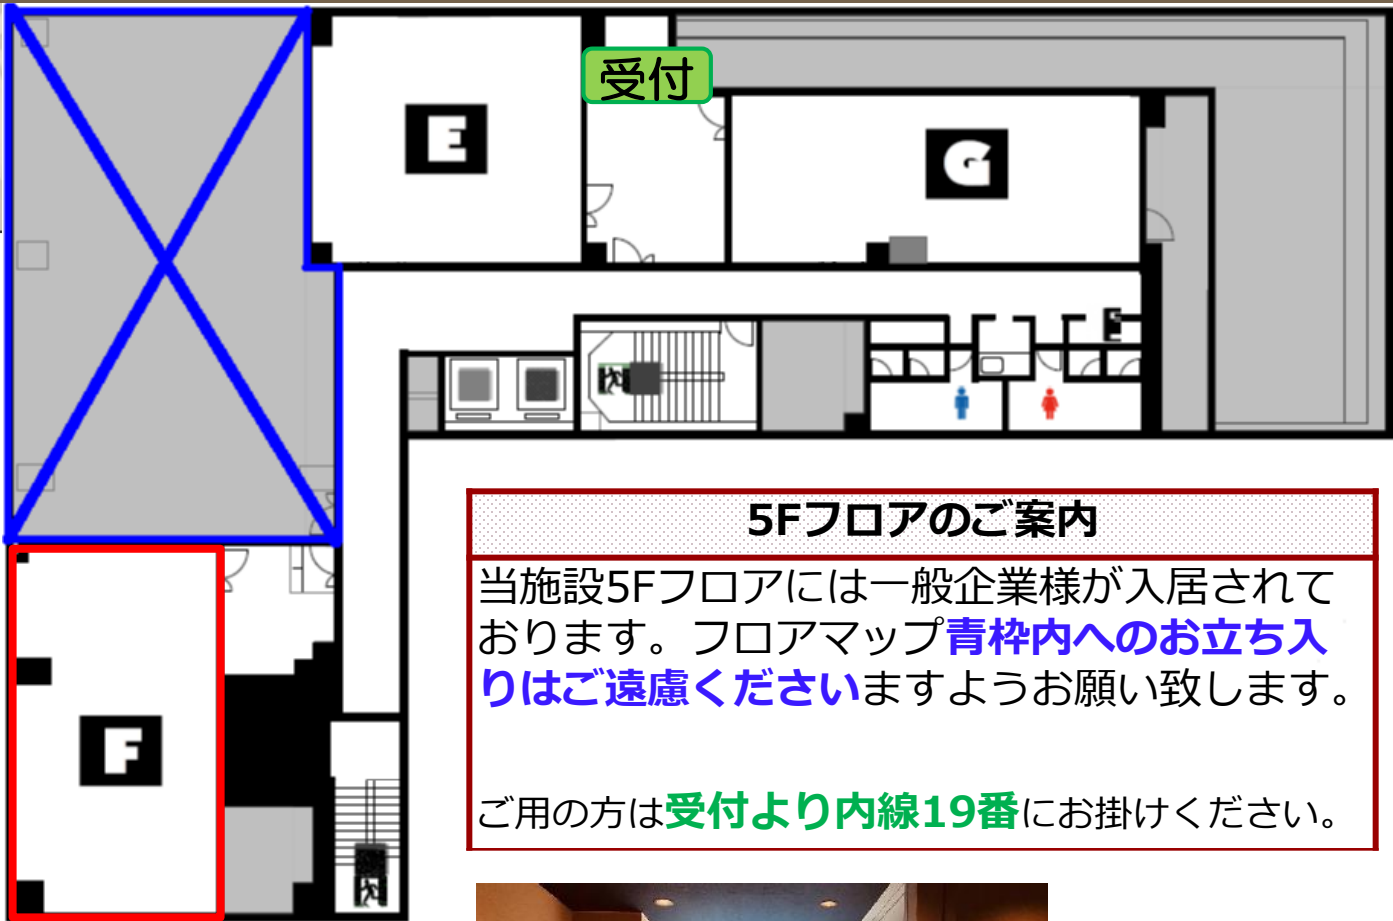 受付
E
G
F
5Fフロアのご案内
当施設5Fフロアには一般企業様が入居されて
おります。フロアマップ青枠内へのお立ち入
りはご遠慮くださいますようお願い致します。
ご用の方は受付より内線19番にお掛けください。